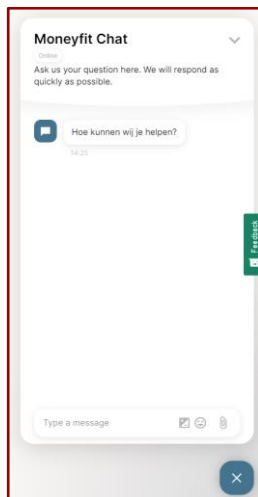 Moneyfit Chat
Online
Ask us your question here. We will respond as
quickly as possible.
Hoe kunnen wij je helpen?
14:25
Feedback
Type a message